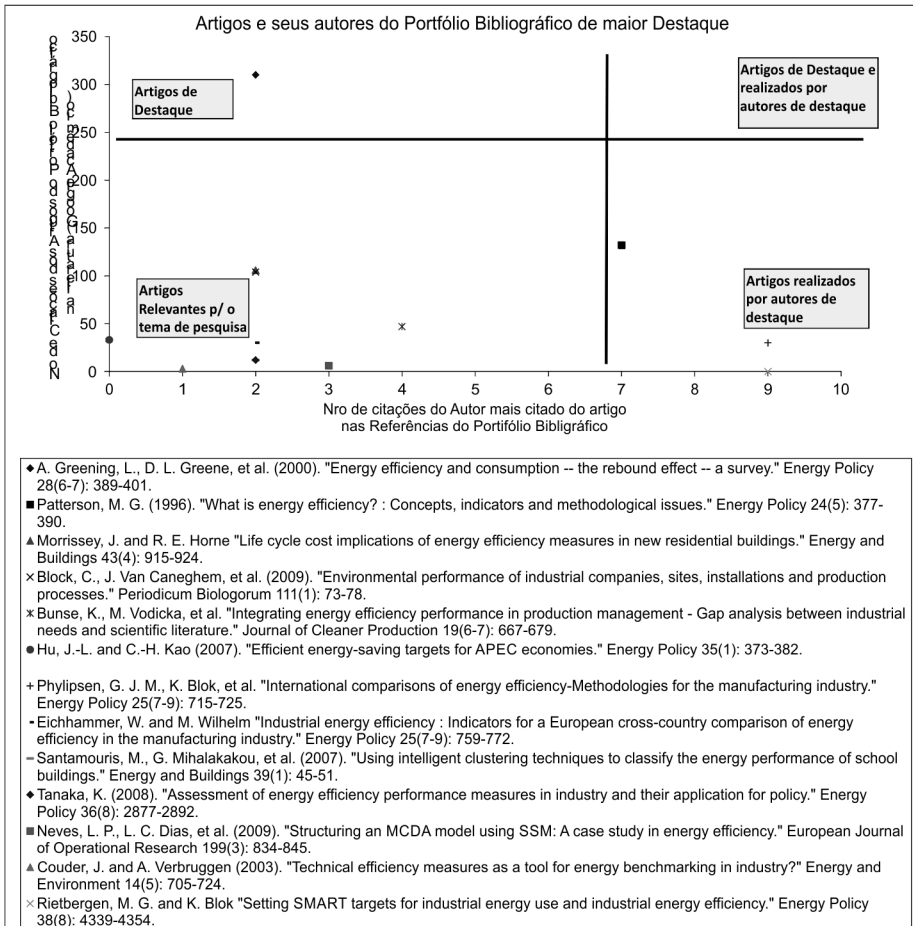 Artigos e seus autores do Portfólio Bibliográfico de maior Destaque
350
300
250
200
150
100
50
0
Artigos de
Destaque
Artigos de Destaque e
realizados por
autores de destaque
Artigos
Relevantes p/ o
tema de pesquisa
Artigos realizados
por autores de
destaque
0 1 2 3 4 5 6 7 8 9 10
Nro de citações do Autor mais citado do artigo
nas Referências do Portifólio Bibligráfico
A. Greening, L., D. L. Greene, et al. (2000). "Energy efficiency and consumption -- the rebound effect -- a survey." Energy Policy
28(6-7): 389-401.
Patterson, M. G. (1996). "What is energy efficiency? : Concepts, indicators and methodological issues." Energy Policy 24(5): 377-
390.
Morrissey, J. and R. E. Horne "Life cycle cost implications of energy efficiency measures in new residential buildings." Energy and
Buildings 43(4): 915-924.
Block, C., J. Van Caneghem, et al. (2009). "Environmental performance of industrial companies, sites, installations and production
processes." Periodicum Biologorum 111(1): 73-78.
Bunse, K., M. Vodicka, et al. "Integrating energy efficiency performance in production management - Gap analysis between industrial
needs and scientific literature." Journal of Cleaner Production 19(6-7): 667-679.
Hu, J.-L. and C.-H. Kao (2007). "Efficient energy-saving targets for APEC economies." Energy Policy 35(1): 373-382.
Phylipsen, G. J. M., K. Blok, et al. "International comparisons of energy efficiency-Methodologies for the manufacturing industry."
Energy Policy 25(7-9): 715-725.
Eichhammer, W. and M. Wilhelm "Industrial energy efficiency : Indicators for a European cross-country comparison of energy
efficiency in the manufacturing industry." Energy Policy 25(7-9): 759-772.
Santamouris, M., G. Mihalakakou, et al. (2007). "Using intelligent clustering techniques to classify the energy performance of school
buildings." Energy and Buildings 39(1): 45-51.
Tanaka, K. (2008). "Assessment of energy efficiency performance measures in industry and their application for policy." Energy
Policy 36(8): 2877-2892.
Neves, L. P., L. C. Dias, et al. (2009). "Structuring an MCDA model using SSM: A case study in energy efficiency." European Journal
of Operational Research 199(3): 834-845.
Couder, J. and A. Verbruggen (2003). "Technical efficiency measures as a tool for energy benchmarking in industry?" Energy and
Environment 14(5): 705-724.
Rietbergen, M. G. and K. Blok "Setting SMART targets for industrial energy use and industrial energy efficiency." Energy Policy
38(8): 4339-4354.